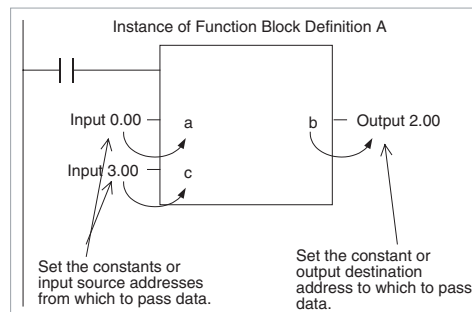 Instance of Function Block Definition A
Input 0.00 a b Output 2.00
Input 3.00 c
Set the constants or
input source addresses
from which to pass data.
Set the constant or
output destination
address to which to pass
data.